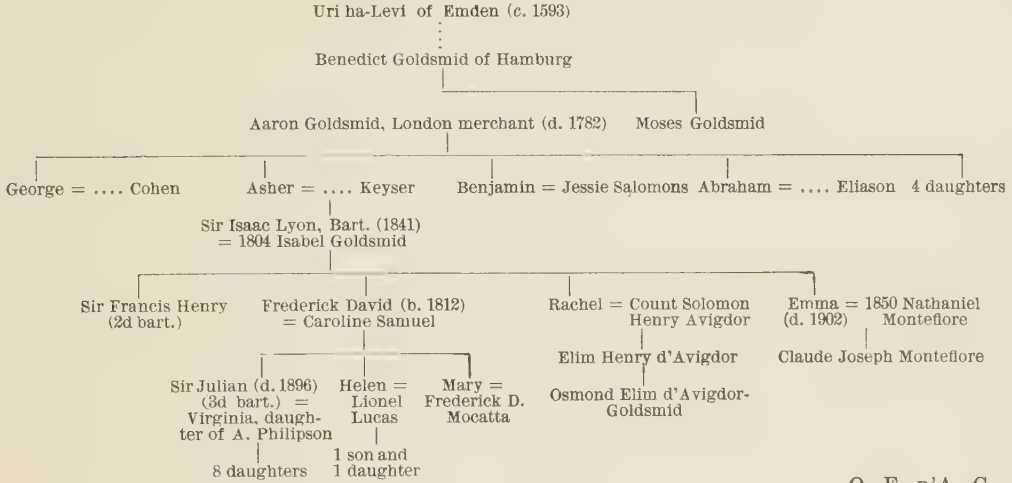 Uri ha-Levi of Emden (c. 1593)
Benedict Goldsmid of Hamburg
Aaron Goldsmid, London merchant (d. 1782) Moses Goldsmid
George = .... Cohen Asher = .... Keyser Benjamin = Jessie Salomons Abraham = .... Eliason 4 daughters
Sir Isaac Lyon, Bart. (1841)
= 1804 Isabel Goldsmid
Sir Francis Henry
(2d bart.)
Frederick David (b. 1812)
= Caroline Samuel
Rachel = Count Solomon
Henry Avigdor
Emma = 1850 Nathaniel
(d. 1902) Montefiore
Elim Henry d'Avigdor
Claude Joseph Montefiore
Sir Julian (d. 1896)
(3d bart.) =
Virginia, daugh-
ter of A. Philipson
Helen =
Lionel
Lucas
Mary =
Frederick D.
Mocatta
Osmond Elim d'Avigdor-
Goldsmid
8 daughters
1 son and
1 daughter